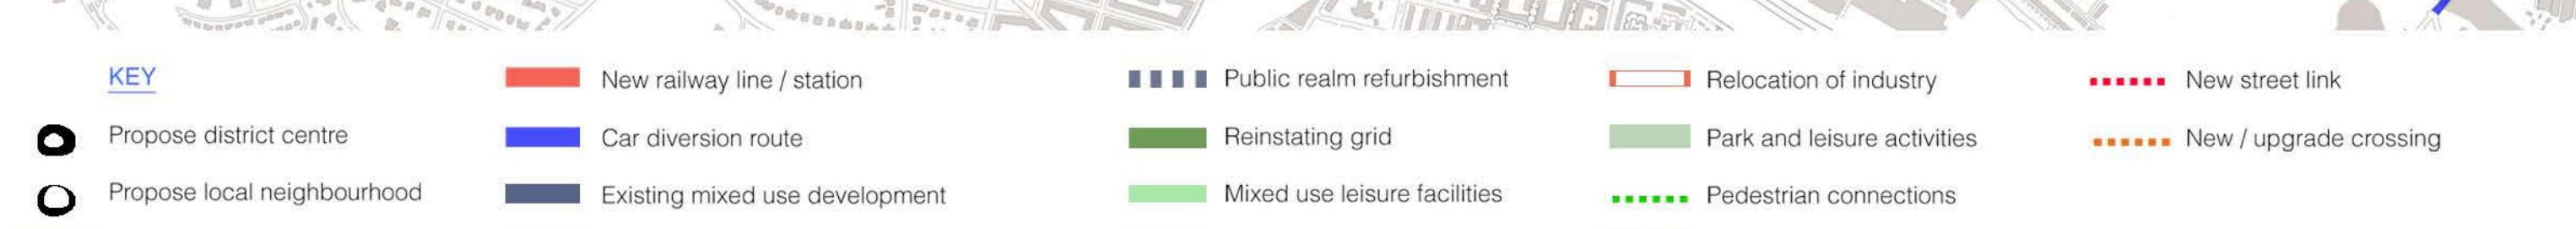 KEY
Propose district centre
Propose local neighbourhood
New railway line / station
Car diversion route
Existing mixed use development
Public realm refurbishment
Reinstating grid
Mixed use leisure facilities
Relocation of industry
Park and leisure activities
Pedestrian connections
New street link
New / upgrade crossing